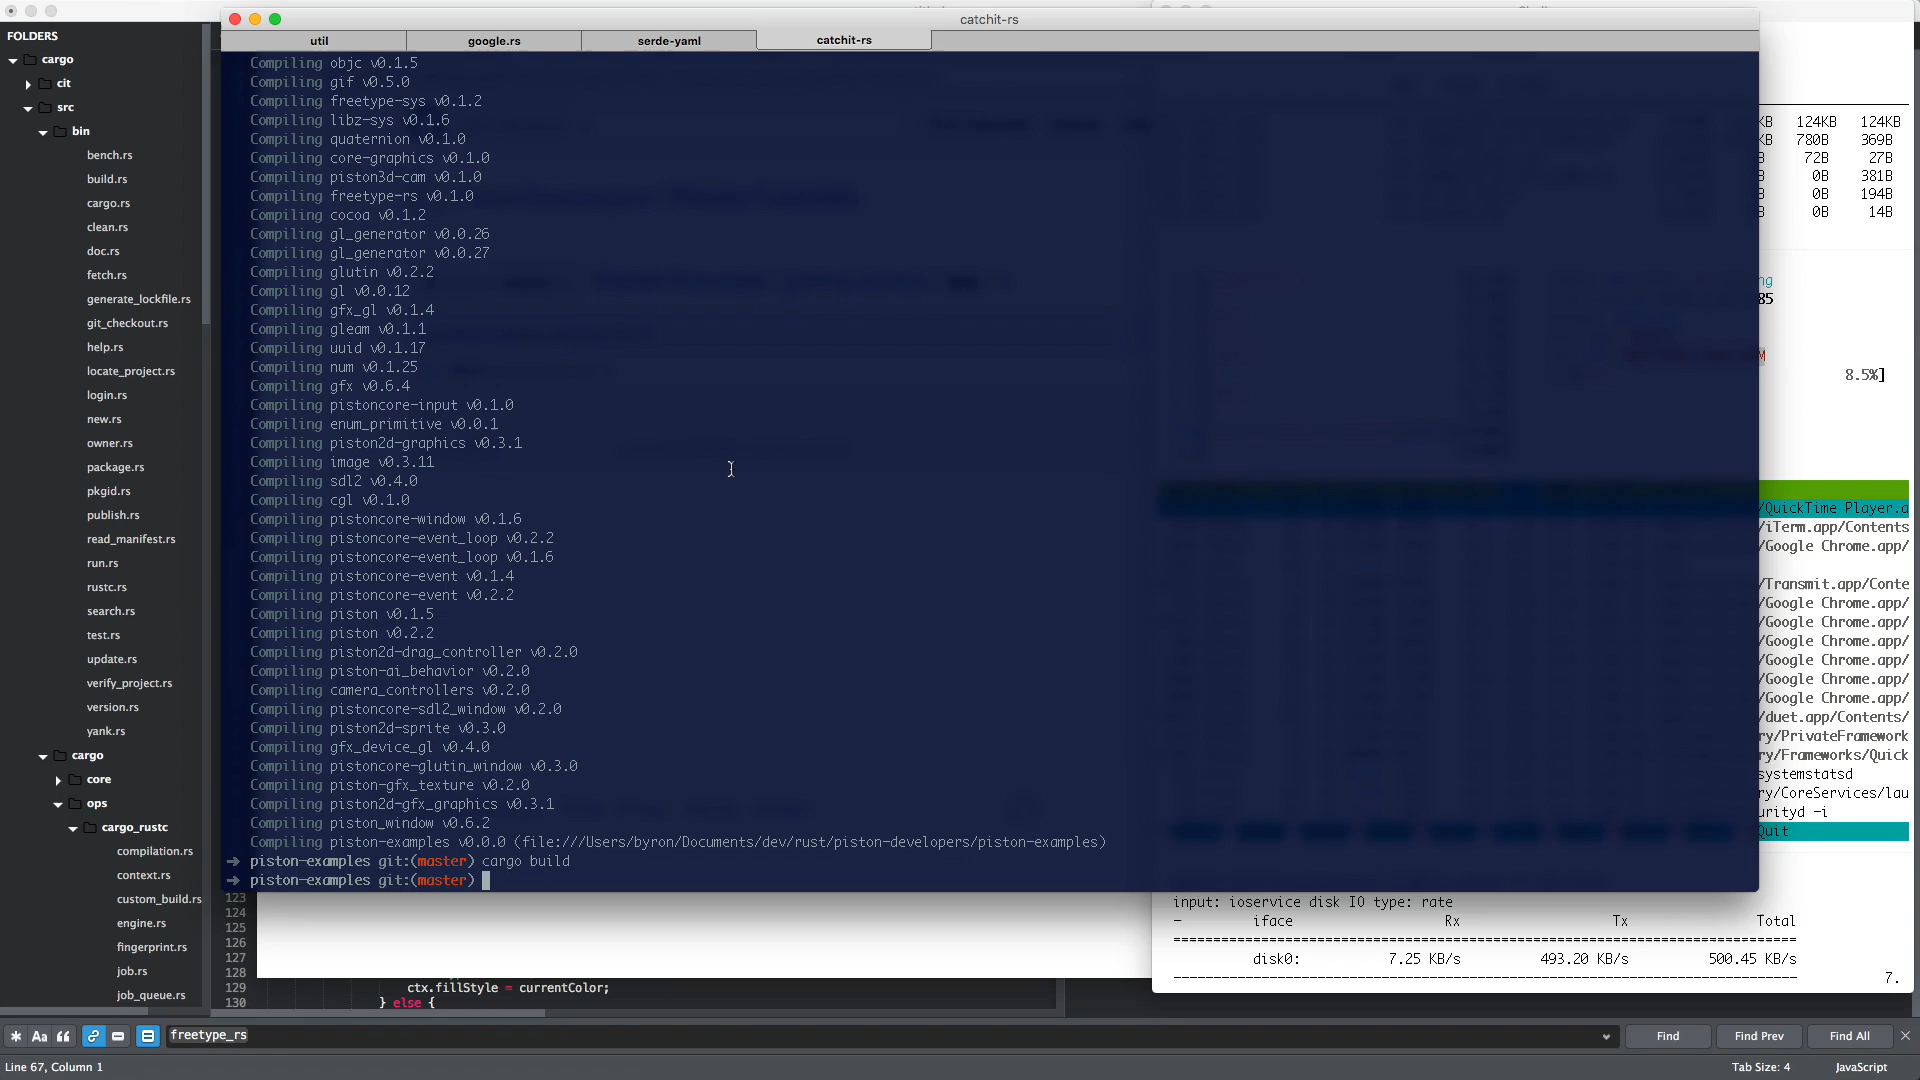 catchit-rs
util
google.rs
serde-yaml
catchit-rs
FOLDERS
cargo
cit
src
bin
bench.rs
build.rs
cargo.rs
clean.rs
doc.rs
fetch.rs
generate_lockfile.rs
git_checkout.rs
help.rs
locate_project.rs
login.rs
new.rs
owner.rs
package.rs
pkgid.rs
publish.rs
read_manifest.rs
run.rs
rustc.rs
search.rs
test.rs
update.rs
verify_project.rs
version.rs
yank.rs
cargo
core
ops
cargo_rustc
compilation.rs
context.rs
custom_build.rs
engine.rs
fingerprint.rs
job.rs
job_queue.rs
Compiling objc v0.1.5
Compiling gif v0.5.0
Compiling freetype-sys v0.1.2
Compiling libz-sys v0.1.6
Compiling quaternion v0.1.0
Compiling core-graphics v0.1.0
Compiling piston3d-cam v0.1.0
Compiling freetype-rs v0.1.0
Compiling cocoa v0.1.2
Compiling gl_generator v0.0.26
Compiling gl_generator v0.0.27
Compiling glutin v0.2.2
Compiling gl v0.0.12
Compiling gfx_gl v0.1.4
Compiling gleam v0.1.1
Compiling uuid v0.1.17
Compiling num v0.1.25
Compiling gfx v0.6.4
Compiling pistoncore-input v0.1.0
Compiling enum_primitive v0.0.1
Compiling piston2d-graphics v0.3.1
Compiling image v0.3.11
Compiling sdl2 v0.4.0
Compiling cgl v0.1.0
Compiling pistoncore-window v0.1.6
Compiling pistoncore-event_loop v0.2.2
Compiling pistoncore-event_loop v0.1.6
Compiling pistoncore-event v0.1.4
Compiling pistoncore-event v0.2.2
Compiling piston v0.1.5
Compiling piston v0.2.2
Compiling piston2d-drag_controller v0.2.0
Compiling piston-ai_behavior v0.2.0
Compiling camera_controllers v0.2.0
Compiling pistoncore-sdl2_window v0.2.0
Compiling piston2d-sprite v0.3.0
Compiling gfx_device_gl v0.4.0
Compiling pistoncore-glutin_window v0.3.0
Compiling piston-gfx_texture v0.2.0
Compiling piston2d-gfx_graphics v0.3.1
Compiling piston_window v0.6.2
Compiling piston-examples v0.0.0 (file:///Users/byron/Documents/dev/rust/piston-developers/piston-examples)
➜ piston-examples git:(master) cargo build
➜ piston-examples git:(master)
KB 124KB 124KB
KB 780B 369B
B 72B 27B
B 0B 381B
B 0B 194B
B 0B 14B
ng
85
8.5%]
/QuickTime Player.a
/iTerm.app/Contents
/Google Chrome.app/
/Transmit.app/Conte
/Google Chrome.app/
/Google Chrome.app/
/Google Chrome.app/
/Google Chrome.app/
/Google Chrome.app/
/Google Chrome.app/
/duet.app/Contents/
ry/PrivateFramework
ry/Frameworks/Quick
systemstatsd
ry/CoreServices/lau
urityd -i
Quit
input: ioservice disk IO type: rate
- iface Rx Tx Total
disk0: 7.25 KB/s 493.20 KB/s 500.45 KB/s
7.
123
124
125
126
127
128
129 ctx.fillStyle = currentColor;
130 } else {
freetype_rs
Find
Find Prev
Find All
Line 67, Column 1
Tab Size: 4
JavaScript